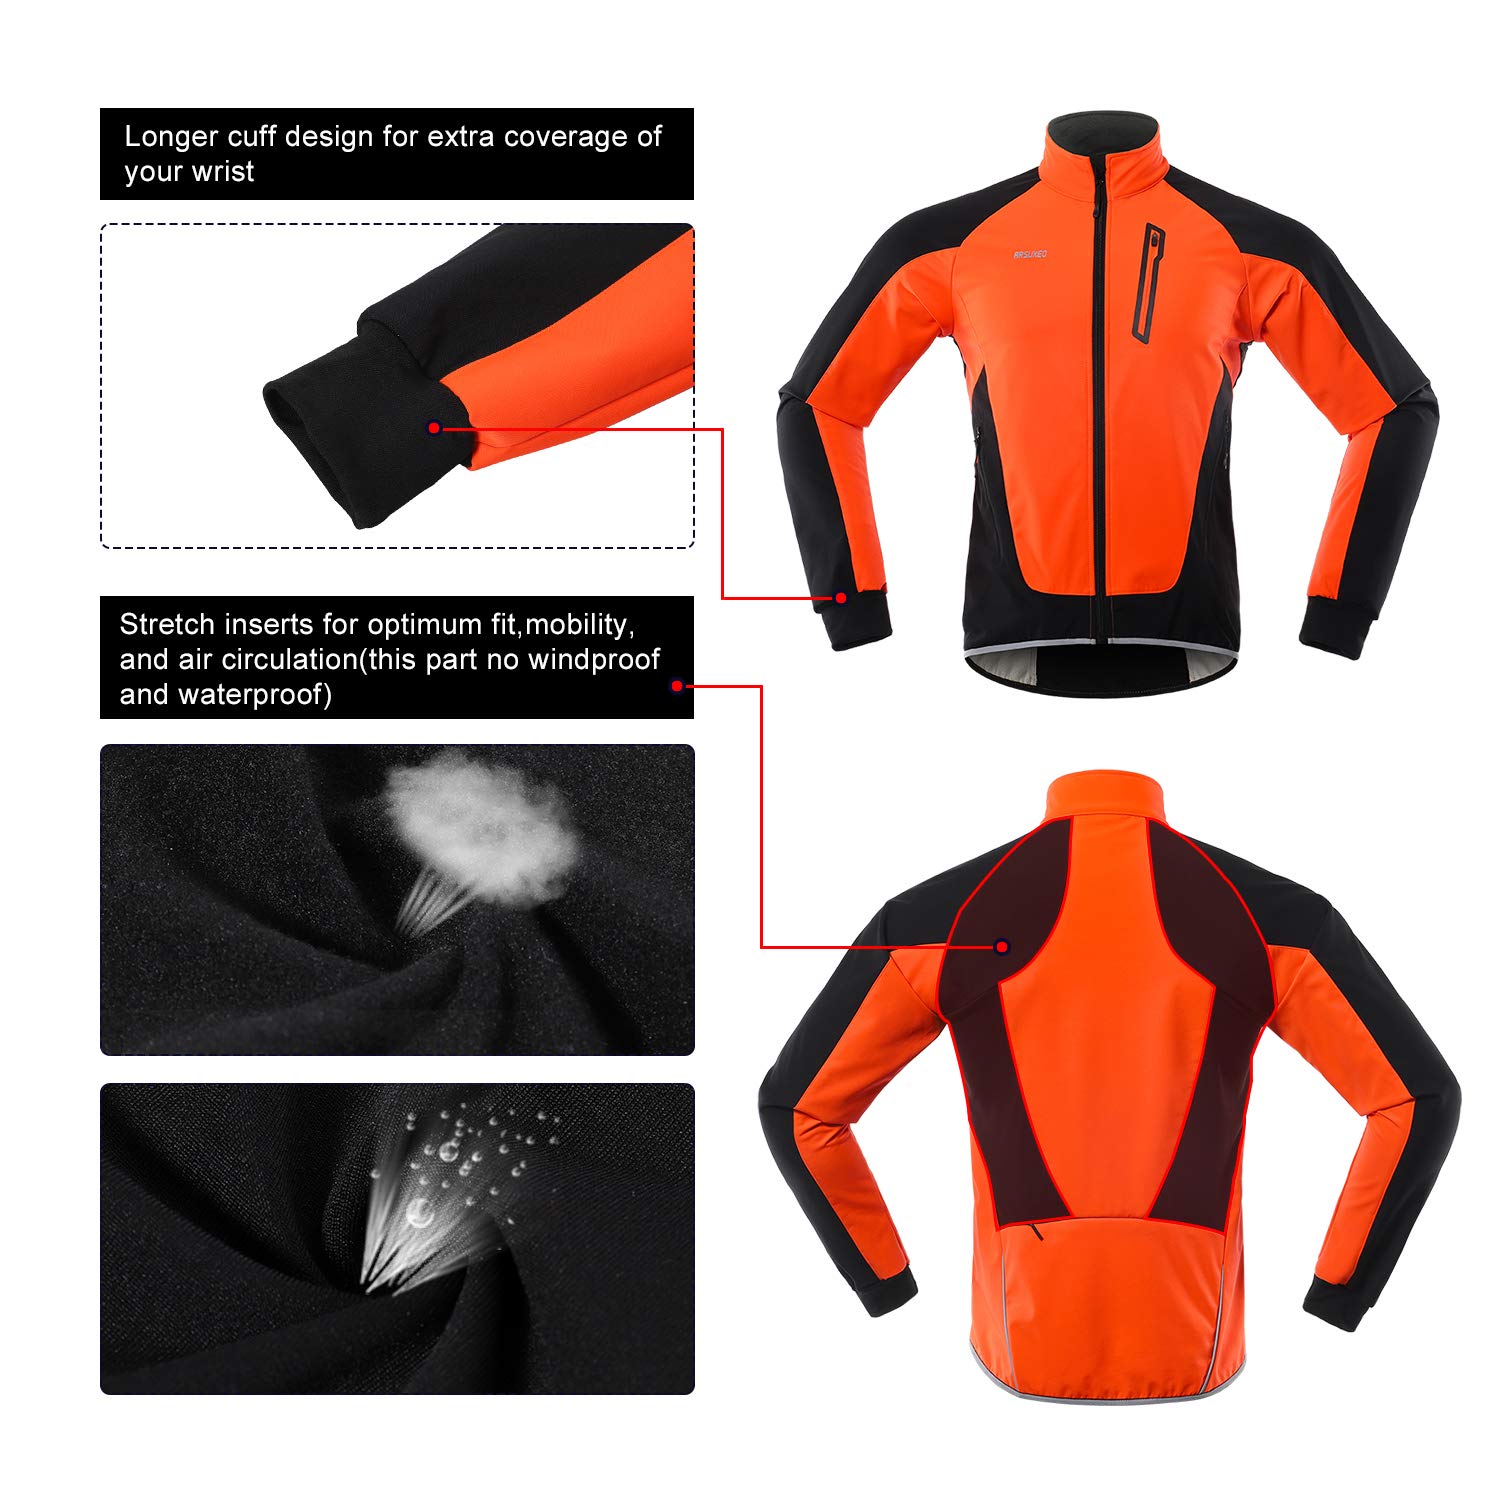 Longer cuff design for extra coverage of
your wrist
Stretch inserts for optimum fit,mobility,
and air circulation(this part no windproof
and waterproof)
ARSUXEO